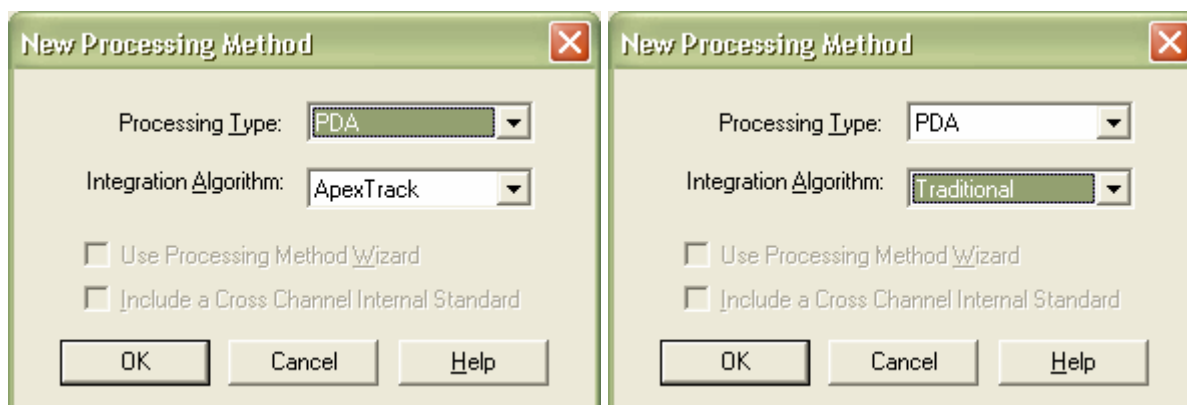 New Processing Method
Processing Type: PDA
Integration Algorithm: ApexTrack
Use Processing Method Wizard
Include a Cross Channel Internal Standard
OK Cancel Help
New Processing Method
Processing Type: PDA
Integration Algorithm: Traditional
Use Processing Method Wizard
Include a Cross Channel Internal Standard
OK Cancel Help